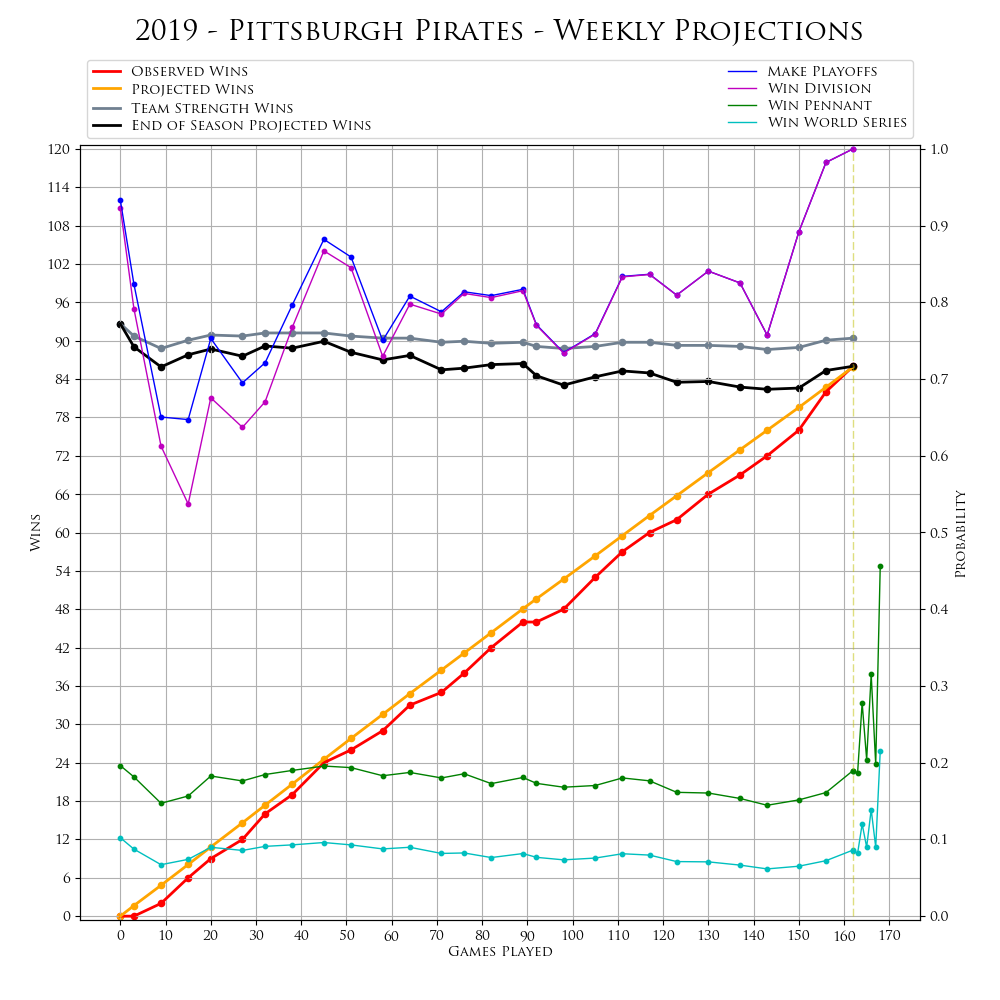 2019 - Pittsburgh Pirates - Weekly Projections
Observed Wins
Projected Wins
Team Strength Wins
End of Season Projected Wins
Make Playoffs
Win Division
Win Pennant
Win World Series
120
114
108
102
96
90
84
78
72
66
60
54
48
42
36
30
24
18
12
6
0
Wins
1.0
0.9
0.8
0.7
0.6
0.5
0.4
0.3
0.2
0.1
0.0
Probability
0 10 20 30 40 50 60 70 80 90 100 110 120 130 140 150 160 170
Games Played